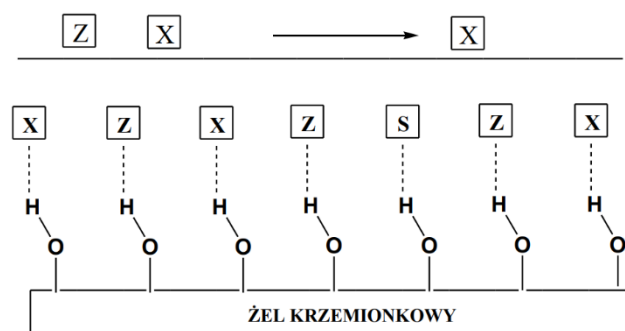 Z X X
X Z X Z S Z X
H H H H H H H
O O O O O O O
ŻEL KRZEMIONKOWY